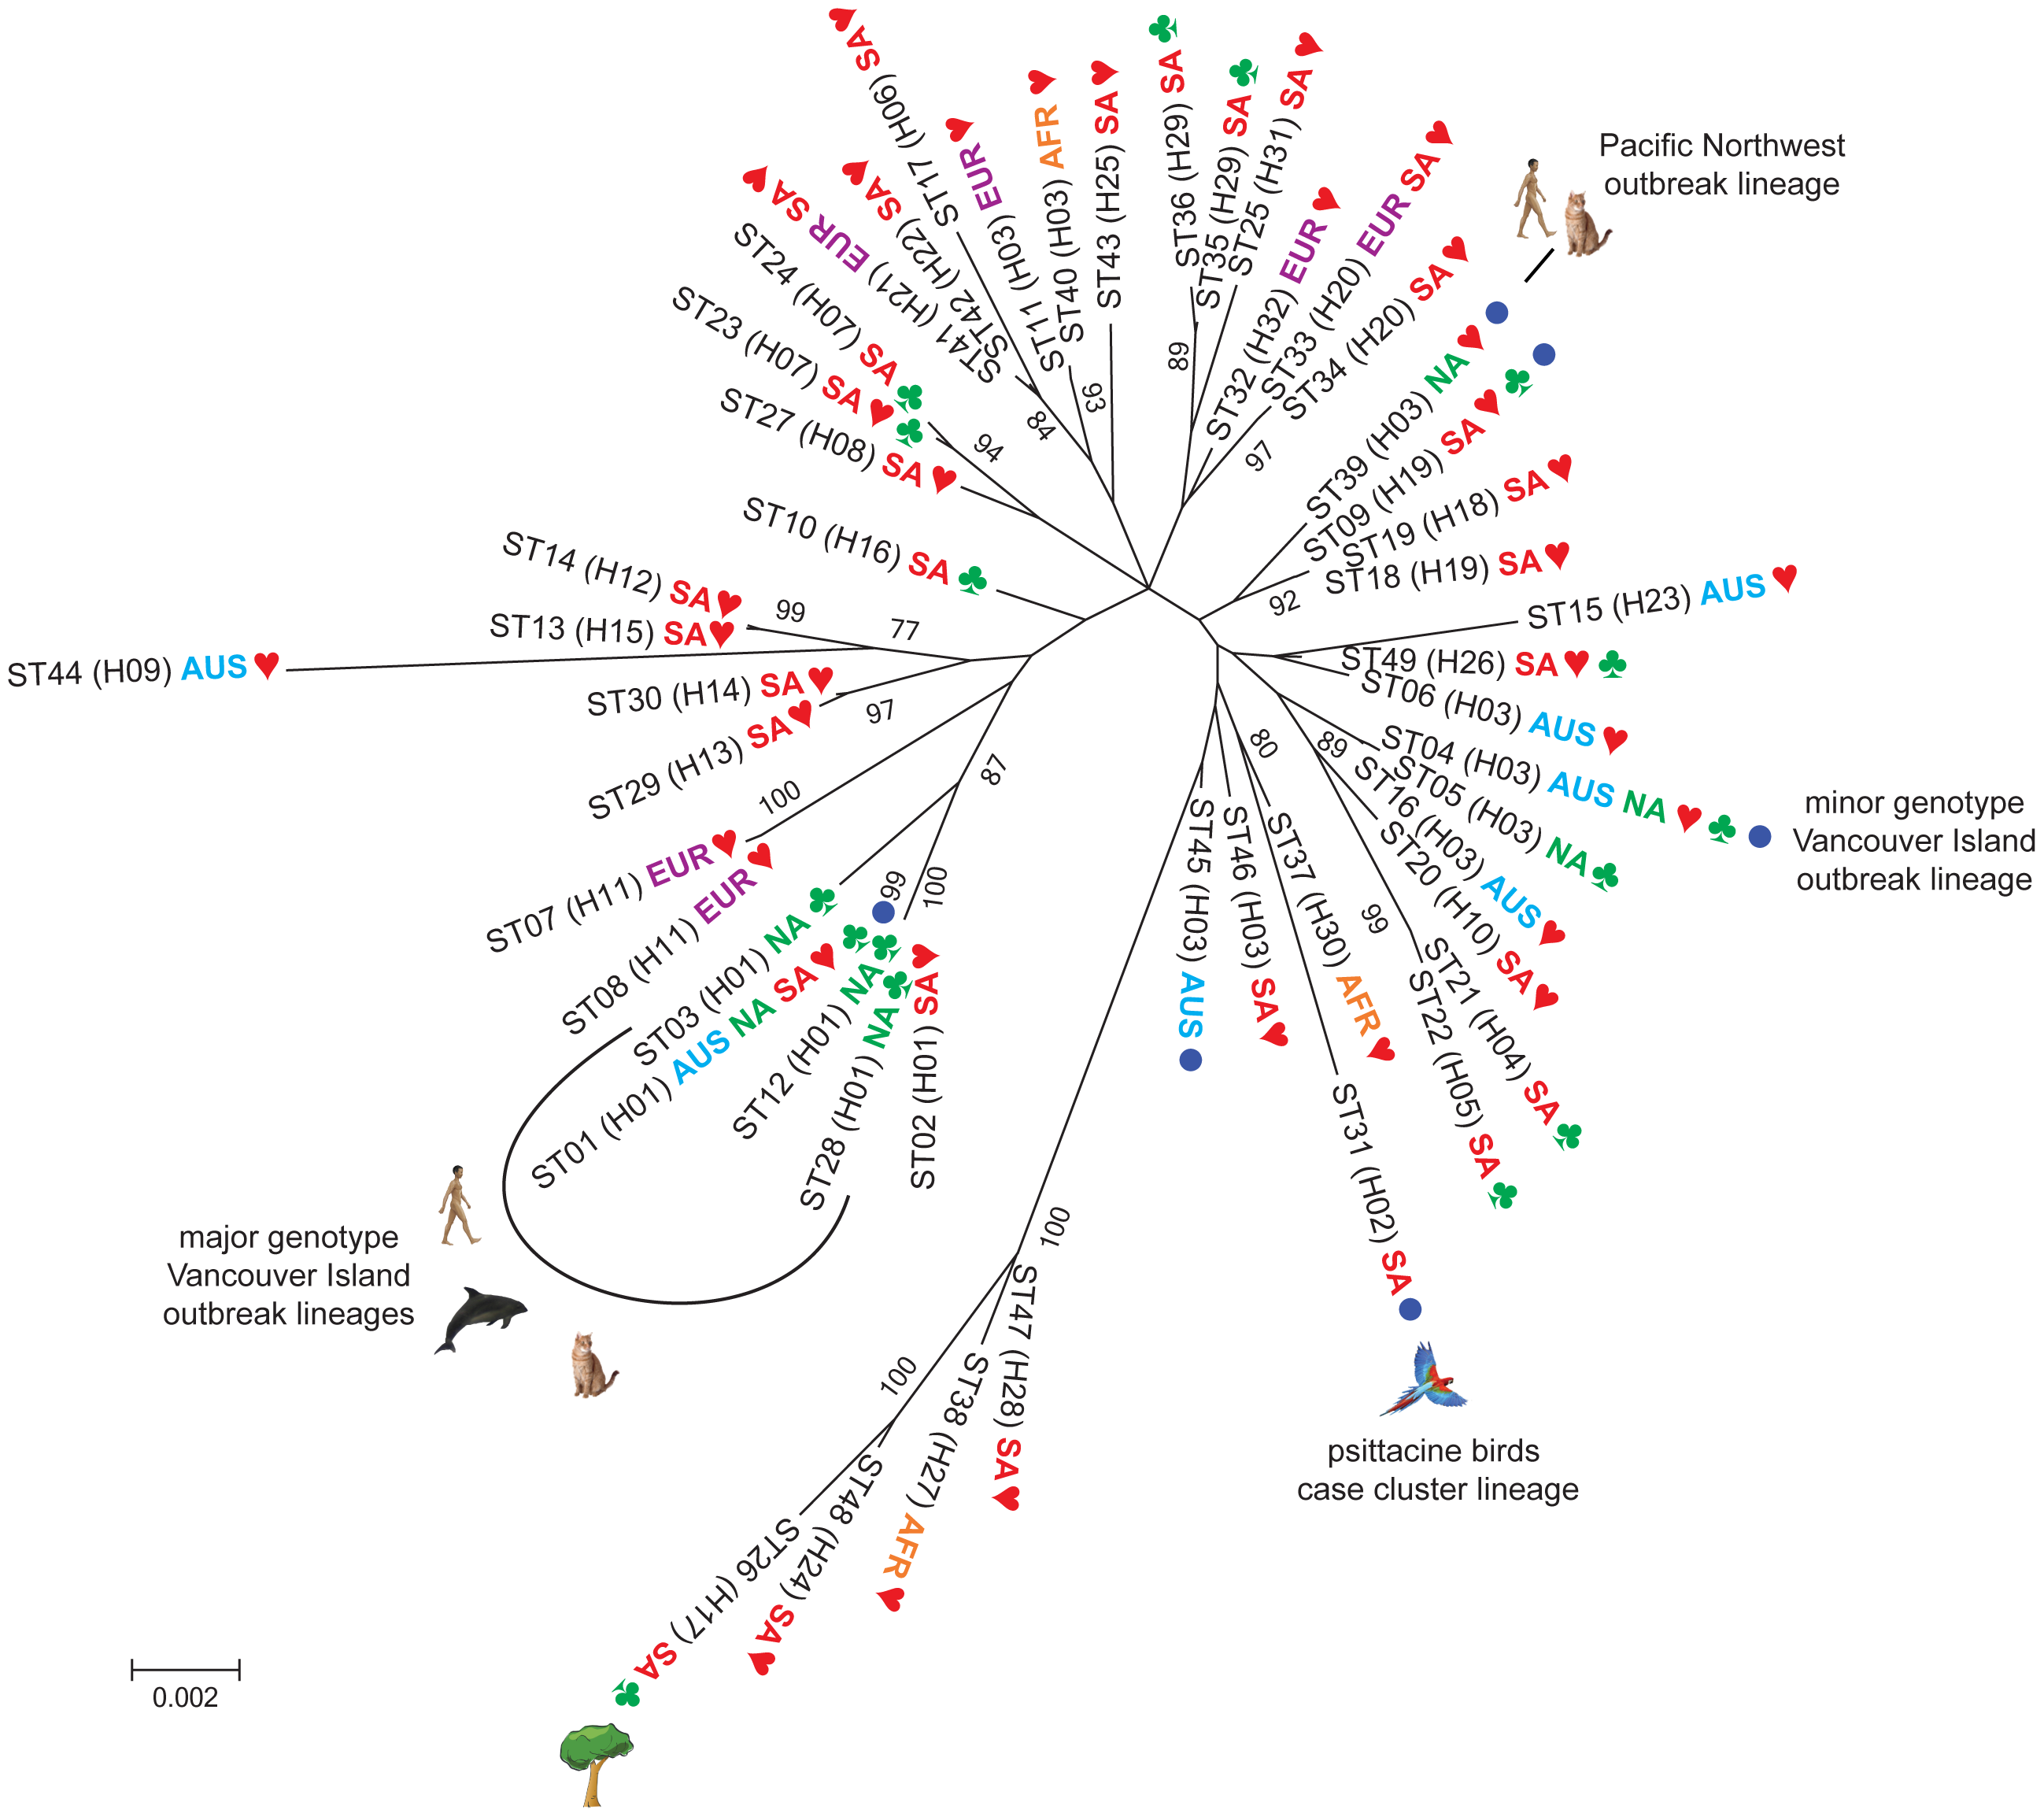 ST17 (H06) SA
ST11 (H03) EUR
ST40 (H03) AFR
ST43 (H25) SA
ST36 (H29) SA
ST35 (H29) SA
ST25 (H31) SA
ST32 (H32) EUR
ST33 (H20) EUR SA
ST34 (H20) SA
Pacific Northwest
outbreak lineage
ST39 (H03) NA
ST09 (H19) SA
ST19 (H18) SA
ST18 (H19) SA
ST15 (H23) AUS
ST49 (H26) SA
ST06 (H03) AUS
ST04 (H03) AUS NA
ST05 (H03) NA
minor genotype
Vancouver Island
outbreak lineage
ST16 (H03) AUS
ST20 (H10) SA
ST21 (H04) SA
ST22 (H05) SA
ST37 (H30) AFR
ST31 (H02) SA
psittacine birds
case cluster lineage
ST46 (H03) SA
ST45 (H03) AUS
ST47 (H28) SA
ST38 (H27) AFR
ST48 (H24) SA
ST26 (H17) SA
ST02 (H01) SA
ST28 (H01) NA
ST12 (H01) NA
ST01 (H01) AUS NA SA
ST03 (H01) NA
major genotype
Vancouver Island
outbreak lineages
ST08 (H11) EUR
ST07 (H11) EUR
ST29 (H13) SA
ST30 (H14) SA
ST44 (H09) AUS
ST13 (H15) SA
ST14 (H12) SA
ST10 (H16) SA
ST27 (H08) SA
ST23 (H07) SA
ST24 (H07) SA
ST41 (H21) EUR SA
ST42 (H22) SA
84
93
89
97
92
89
99
80
100
100
100
99
87
100
97
77
99
94
0.002